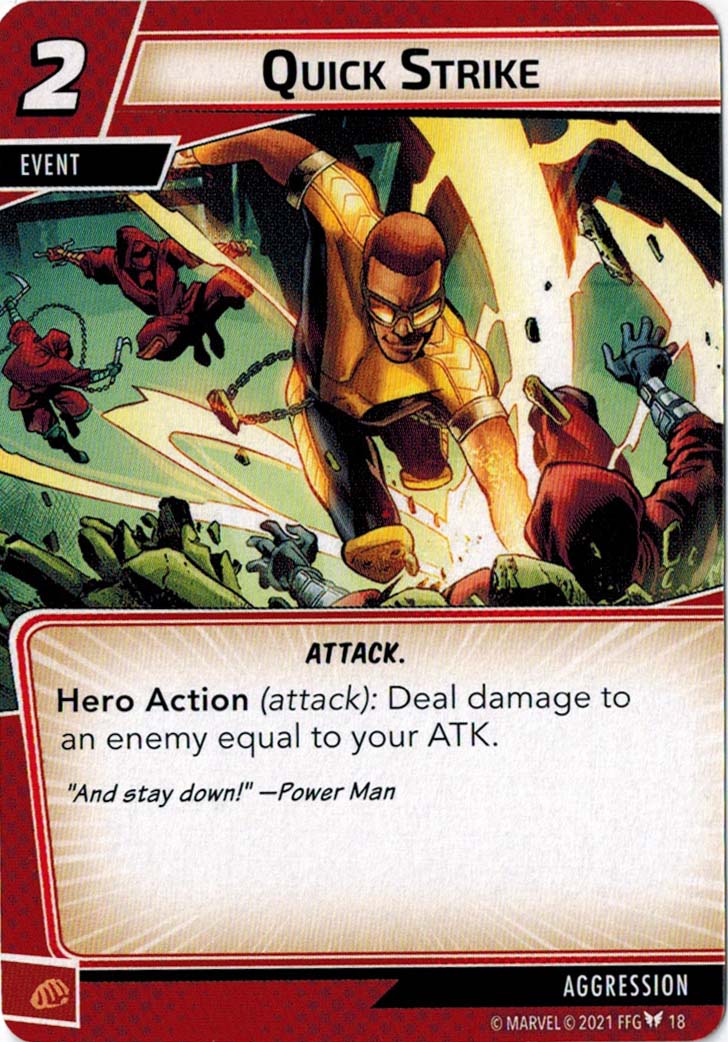 2
QUICK STRIKE
EVENT
ATTACK.
Hero Action (attack): Deal damage to
an enemy equal to your ATK.
"And stay down!" —Power Man
AGGRESSION
© MARVEL © 2021 FFG 18